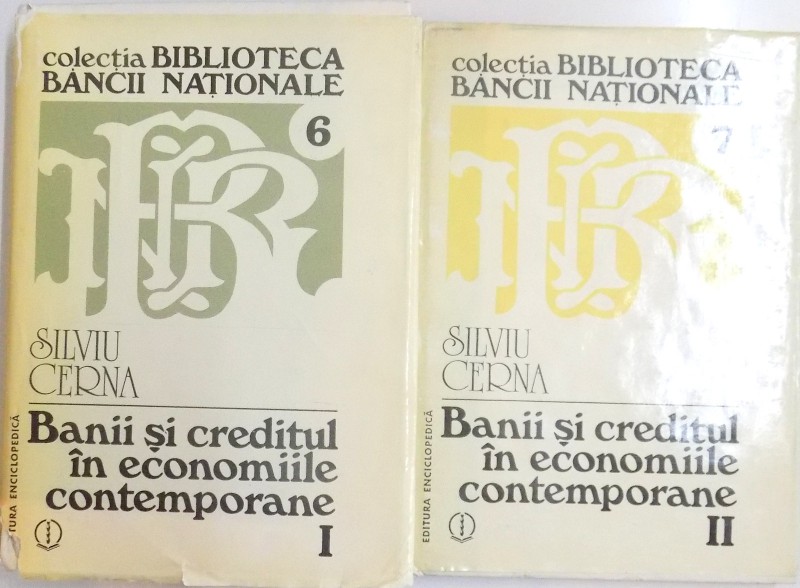 colecția BIBLIOTECA
BĂNCII NAȚIONALE
6
SILVIU
CERNA
Banii și creditul
în economiile
contemporane
I
TURA ENCICLOPEDICĂ
colecția BIBLIOTECA
BĂNCII NAȚIONALE
7
SILVIU
CERNA
Banii și creditul
în economiile
contemporane
II
EDITURA ENCICLOPEDICĂ